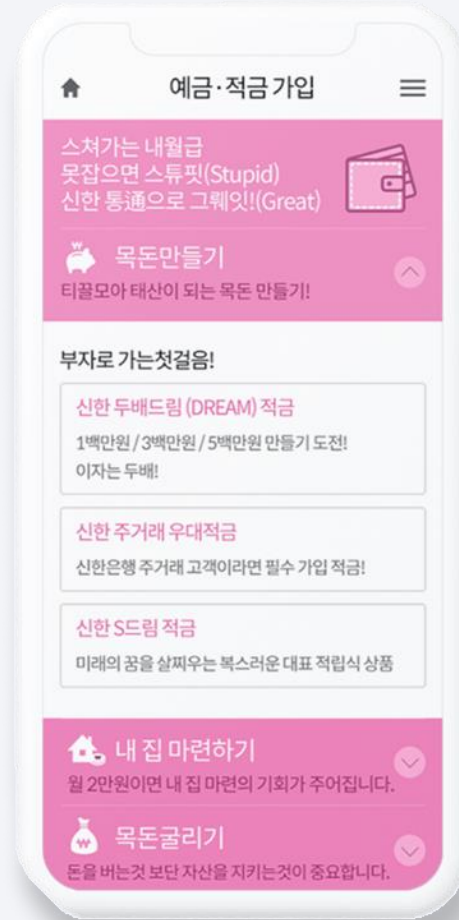 예금·적금 가입
스쳐가는 내월급
못잡으면 스튜핏(Stupid)
신한 통通으로 그뤠잇!(Great)
₩
목돈만들기
티끌모아 태산이 되는 목돈 만들기!
부자로 가는첫걸음!
신한 두배드림 (DREAM) 적금
1백만원 / 3백만원 / 5백만원 만들기 도전!
이자는 두배!
신한 주거래 우대적금
신한은행 주거래 고객이라면 필수 가입 적금!
신한 S드림 적금
미래의 꿈을 살찌우는 복스러운 대표 적립식 상품
내 집 마련하기
월 2만원이면 내 집 마련의 기회가 주어집니다.
₩
목돈굴리기
돈을 버는것 보단 자산을 지키는것이 중요합니다.